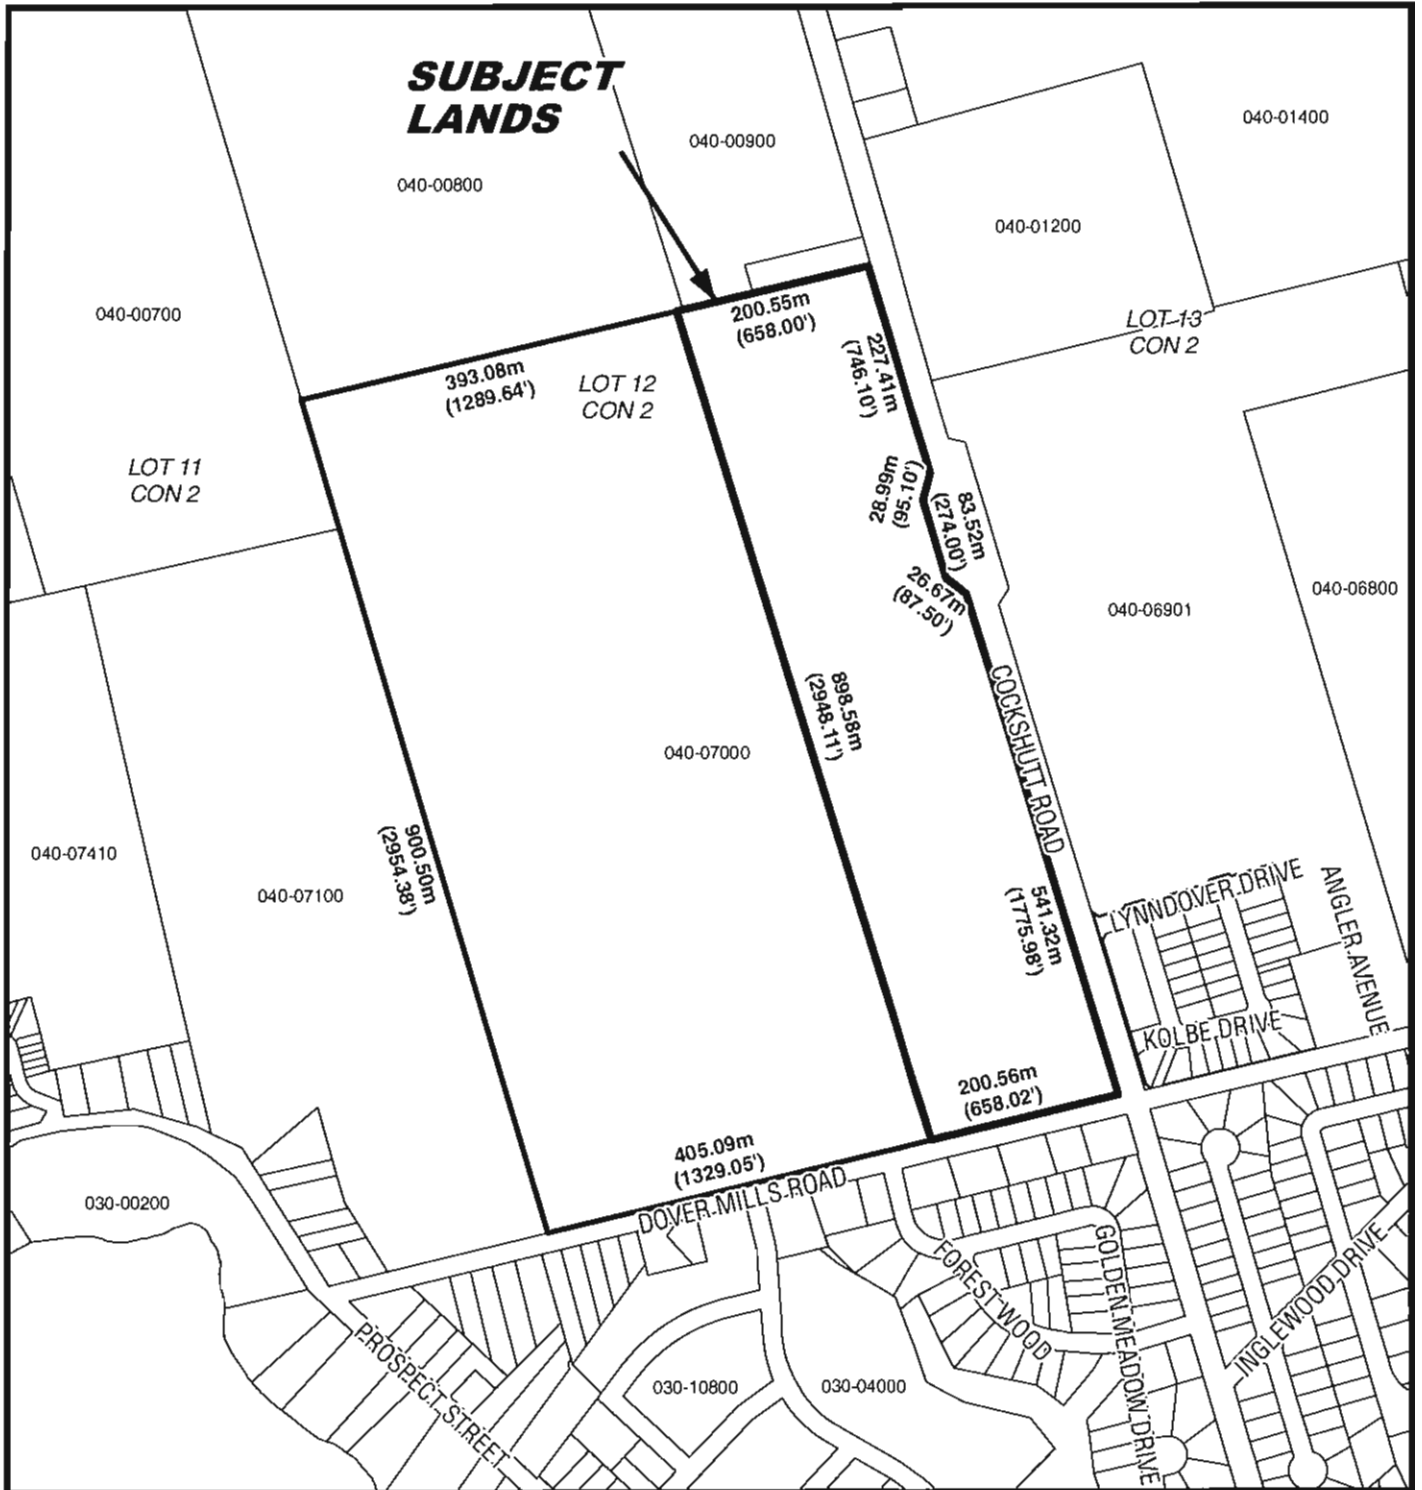 SUBJECT
LANDS
040-00900
040-01400
040-00800
040-01200
040-00700
200.55m
(658.00')
LOT 13
CON 2
227.41m
(746.10')
393.08m
(1289.64')
LOT 12
CON 2
LOT 11
CON 2
28.99m
(95.10')
83.52m
(274.00')
26.67m
(87.50')
040-06901
040-06800
898.58m
(2948.11')
COCKSHUTT ROAD
040-07000
900.50m
(2954.38')
040-07410
040-07100
541.32m
(1775.98')
LYNNDOVER DRIVE
ANGLER AVENUE
KOLBE DRIVE
200.56m
(658.02')
405.09m
(1329.05')
DOVER MILLS ROAD
030-00200
FOREST WOOD
GOLDEN MEADOW DRIVE
INGLEWOOD DRIVE
PROSPECT STREET
030-10800
030-04000